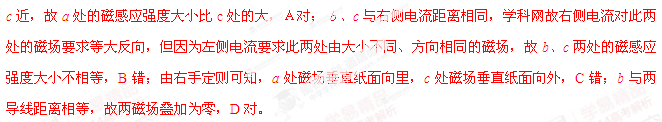 c 近，故 a 处的磁感应强度大小比 c 处的大，A 对；b、c 与右侧电流距离相同，学科网故右侧电流对此两
处的磁场要求等大反向，但因为左侧电流要求此两处由大小不同、方向相同的磁场，故 b、c 两处的磁感应
强度大小不相等，B 错；由右手定则可知，a 处磁场垂直纸面向里，c 处磁场垂直纸面向外，C 错；b 与两
导线距离相等，故两磁场叠加为零，D 对。